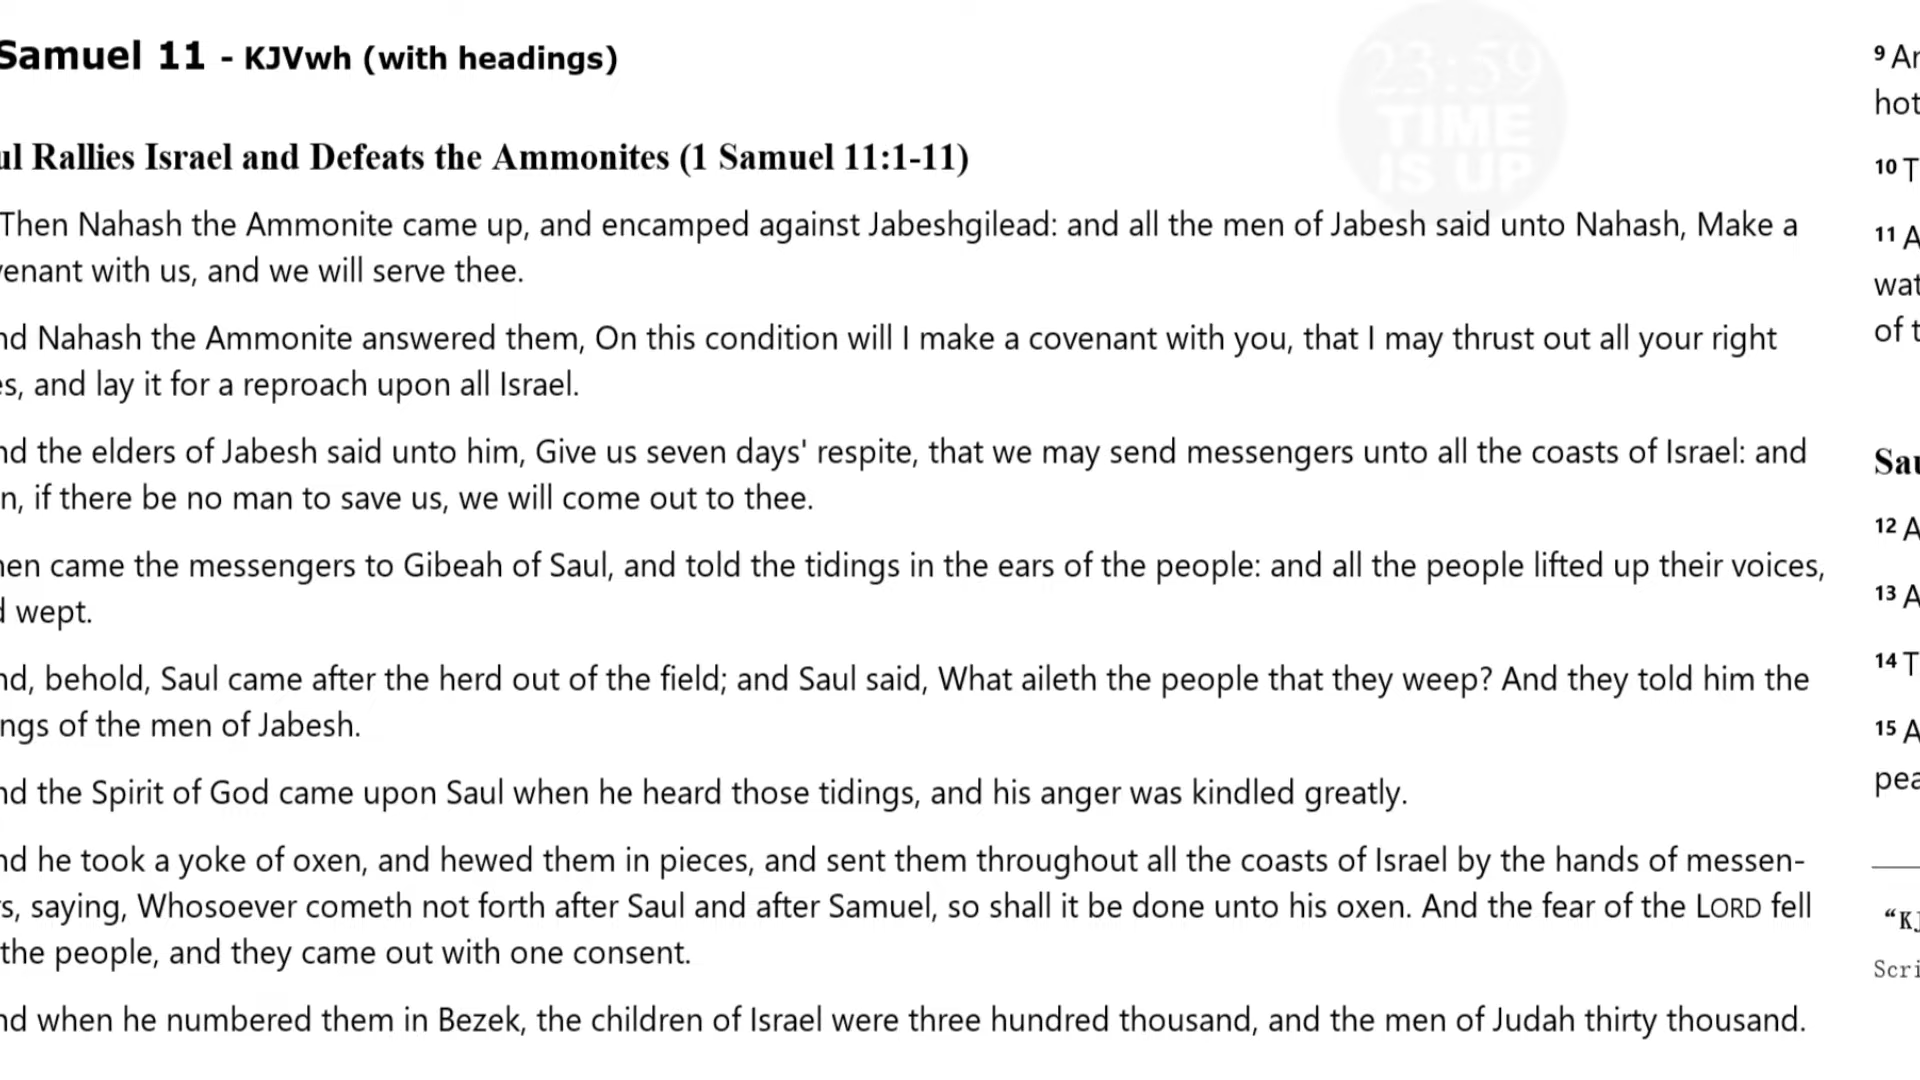 Samuel 11 - KJVwh (with headings)
23:59
TIME
IS UP
ul Rallies Israel and Defeats the Ammonites (1 Samuel 11:1-11)
Then Nahash the Ammonite came up, and encamped against Jabeshgilead: and all the men of Jabesh said unto Nahash, Make a
venant with us, and we will serve thee.
nd Nahash the Ammonite answered them, On this condition will I make a covenant with you, that I may thrust out all your right
es, and lay it for a reproach upon all Israel.
nd the elders of Jabesh said unto him, Give us seven days' respite, that we may send messengers unto all the coasts of Israel: and
n, if there be no man to save us, we will come out to thee.
hen came the messengers to Gibeah of Saul, and told the tidings in the ears of the people: and all the people lifted up their voices,
d wept.
nd, behold, Saul came after the herd out of the field; and Saul said, What aileth the people that they weep? And they told him the
ngs of the men of Jabesh.
nd the Spirit of God came upon Saul when he heard those tidings, and his anger was kindled greatly.
nd he took a yoke of oxen, and hewed them in pieces, and sent them throughout all the coasts of Israel by the hands of messen-
s, saying, Whosoever cometh not forth after Saul and after Samuel, so shall it be done unto his oxen. And the fear of the LORD fell
the people, and they came out with one consent.
nd when he numbered them in Bezek, the children of Israel were three hundred thousand, and the men of Judah thirty thousand.
9 An
hot
10 T
11 A
wat
of t
Sau
12 A
13 A
14 T
15 A
pea
“KJ
Scri